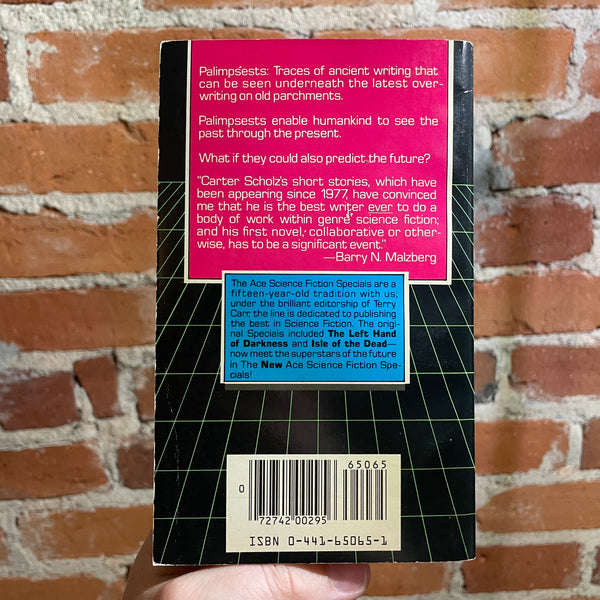 Palimpsests: Traces of ancient writing that
can be seen underneath the latest over-
writing on old parchments.
Palimpsests enable humankind to see the
past through the present.
What if they could also predict the future?
"Carter Scholz's short stories, which have
been appearing since 1977, have convinced
me that he is the best writer ever to do a
body of work within genre science fiction;
and his first novel, collaborative or other-
wise, has to be a significant event."
—Barry N. Malzberg
The Ace Science Fiction Specials are a
fifteen-year-old tradition with us;
under the brilliant editorship of Terry
Carr, the line is dedicated to publishing
the best in Science Fiction. The origi-
nal Specials included The Left Hand
of Darkness and Isle of the Dead—
now meet the superstars of the future
in The New Ace Science Fiction Spe-
cials!
65065
0
72742 00295
ISBN 0-441-65065-1